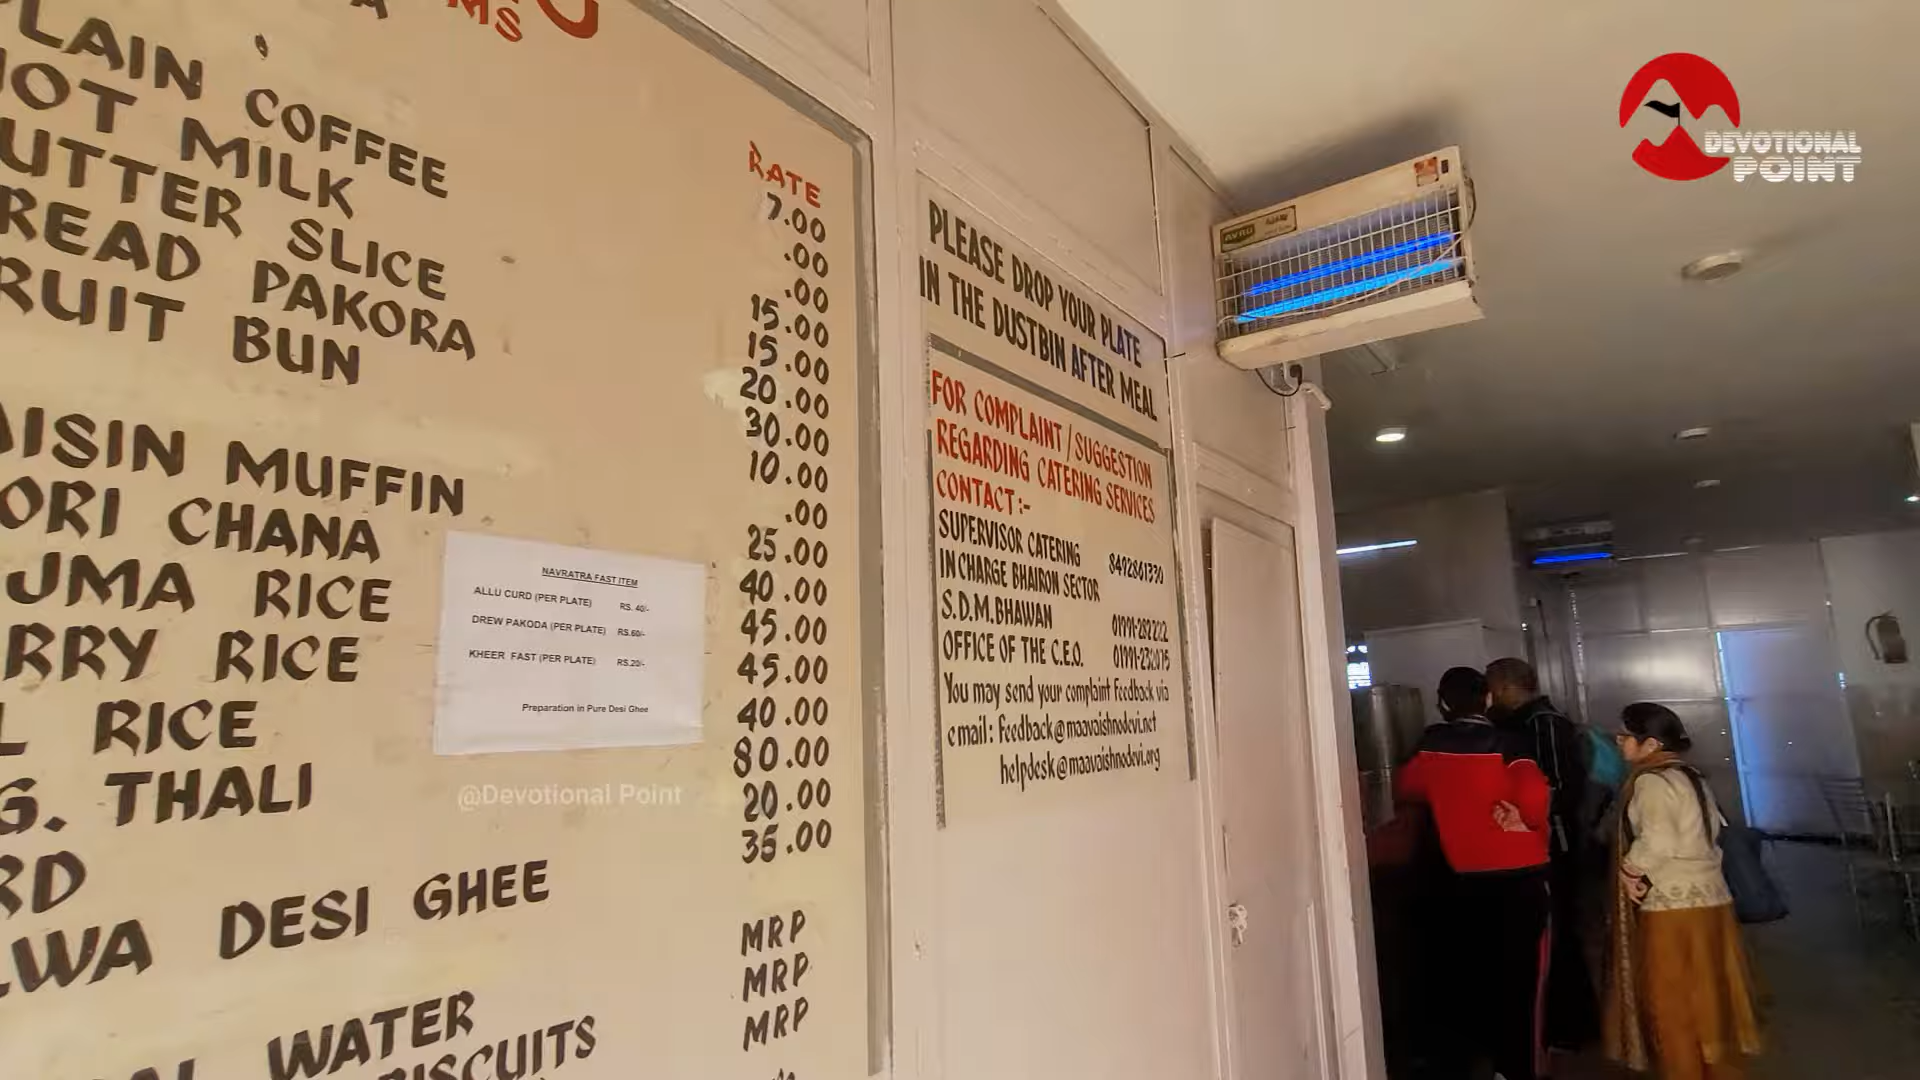 MS
PLAIN COFFEE
HOT MILK
UTTER SLICE
READ PAKORA
RUIT BUN
AISIN MUFFIN
ORI CHANA
JMA RICE
RRY RICE
L RICE
G. THALI
RD
LWA DESI GHEE
WATER
BISCUITS
RATE
7.00
.00
.00
15.00
15.00
20.00
30.00
10.00
.00
25.00
40.00
45.00
45.00
40.00
80.00
20.00
35.00
MRP
MRP
MRP
NAVRATRA FAST ITEM
ALLU CURD (PER PLATE) RS. 40/-
DREW PAKODA (PER PLATE) RS.60/-
KHEER FAST (PER PLATE) RS.20/-
Preparation in Pure Desi Ghee
@Devotional Point
PLEASE DROP YOUR PLATE
IN THE DUSTBIN AFTER MEAL
FOR COMPLAINT / SUGGESTION
REGARDING CATERING SERVICES
CONTACT :-
SUPERVISOR CATERING 8492861330
IN CHARGE BHAIRON SECTOR
S.D.M. BHAWAN
OFFICE OF THE C.E.O.
You may send your complaint Feedback via
email: feedback@maavaishnodevi.net
helpdesk@maavaishnodevi.org
DEVOTIONAL
POINT